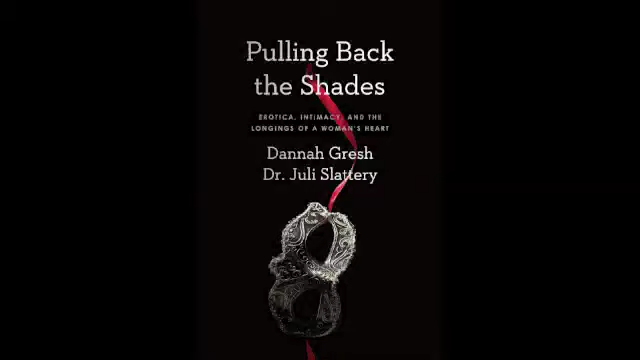 Pulling Back
the Shades
EROTICA, INTIMACY, AND THE
LONGINGS OF A WOMAN'S HEART
Dannah Gresh
Dr. Juli Slattery